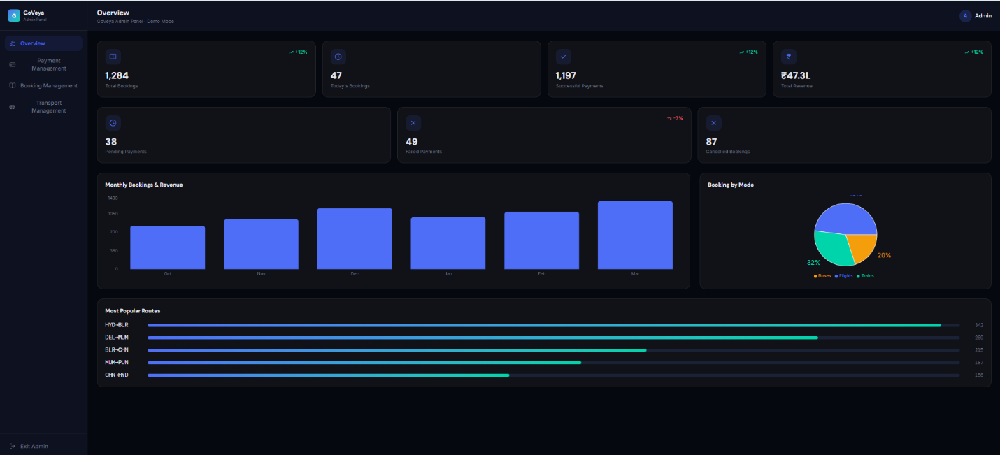 G
GoVeya
Admin Panel
Overview
Payment
Management
Booking Management
Transport
Management
Exit Admin
Overview
GoVeya Admin Panel · Demo Mode
A
Admin
+12%
1,284
Total Bookings
47
Today's Bookings
+12%
1,197
Successful Payments
₹
+12%
₹47.3L
Total Revenue
38
Pending Payments
-3%
49
Failed Payments
87
Cancelled Bookings
Monthly Bookings & Revenue
1400
1050
700
350
0
Oct
Nov
Dec
Jan
Feb
Mar
Booking by Mode
32%
20%
Buses
Flights
Trains
Most Popular Routes
HYD→BLR
342
DEL→MUM
289
BLR→CHN
215
MUM→PUN
187
CHN→HYD
156